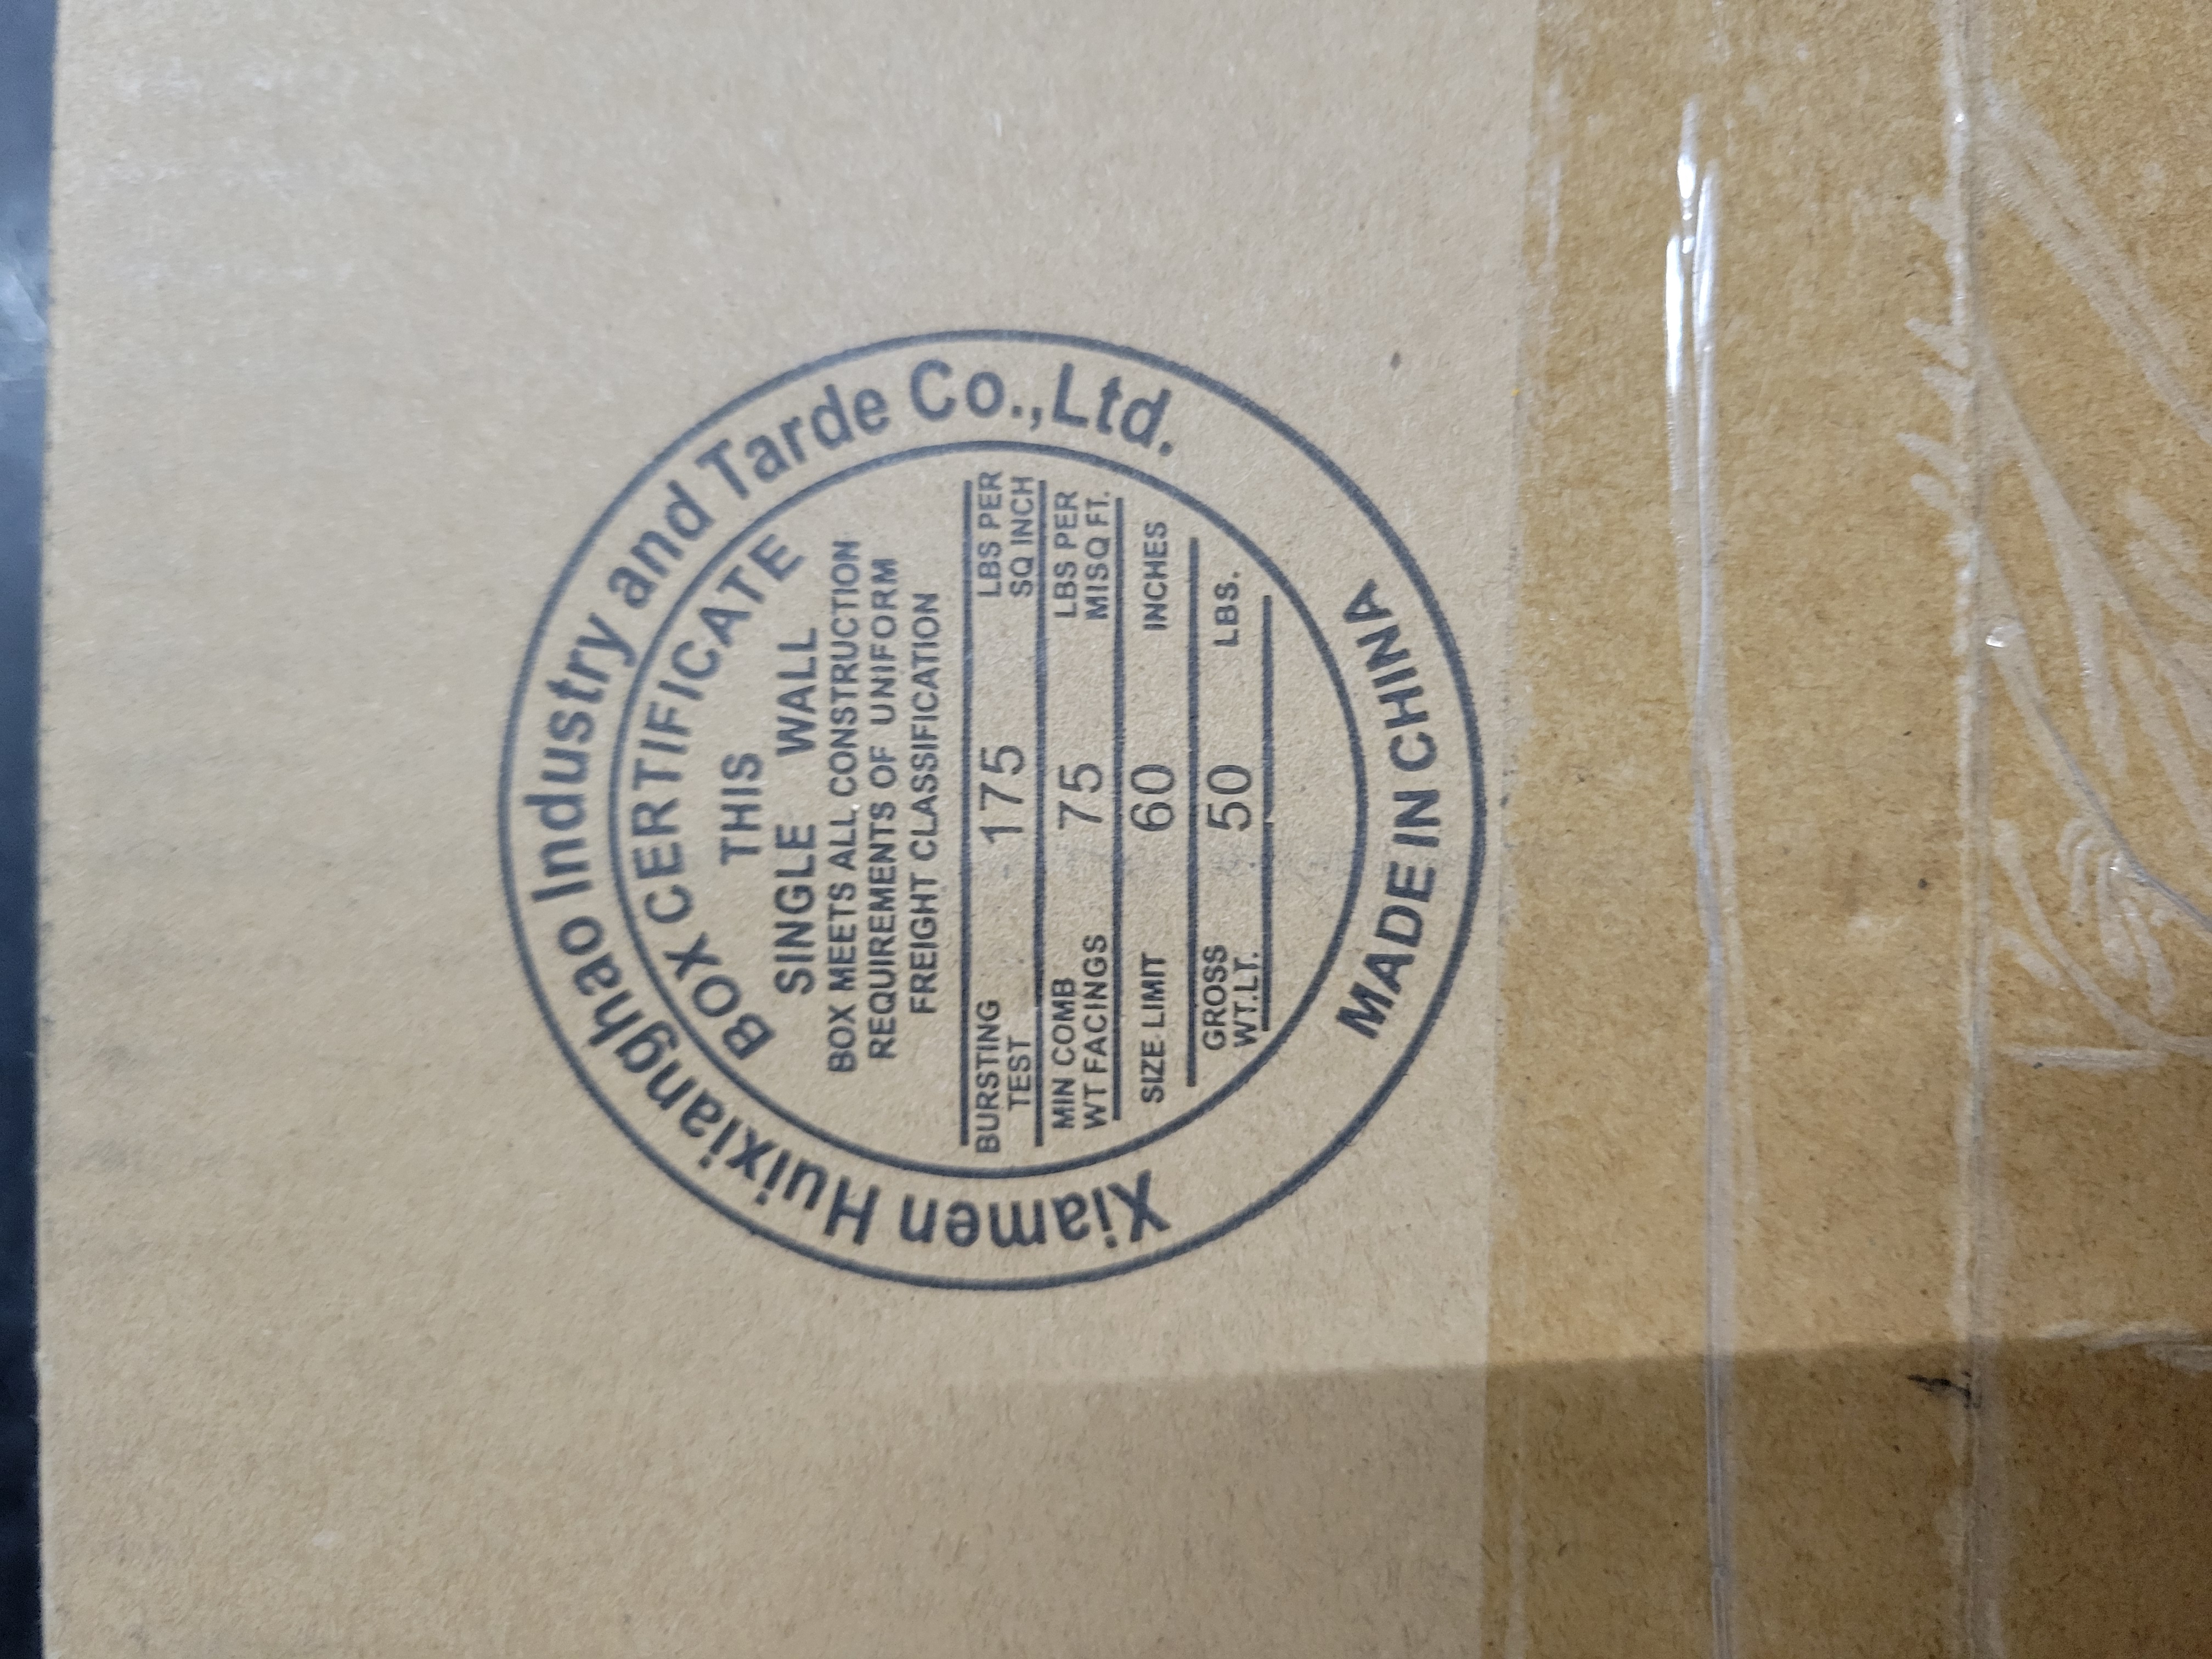 Xiamen Huixianghao Industry and Tarde Co.,Ltd.
BOX CERTIFICATE
THIS
SINGLE WALL
BOX MEETS ALL CONSTRUCTION
REQUIREMENTS OF UNIFORM
FREIGHT CLASSIFICATION
BURSTING TEST 175 LBS PER SQ INCH
MIN COMB WT FACINGS 75 LBS PER MISQ FT.
SIZE LIMIT 60 INCHES
GROSS WT.LT. 50 LBS.
MADE IN CHINA